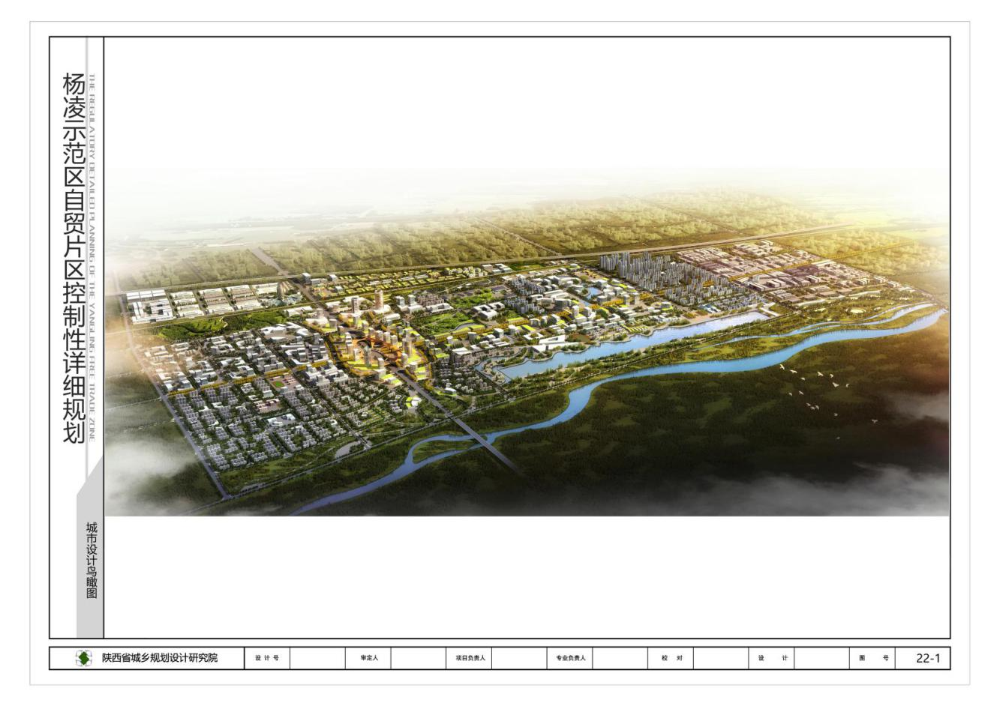 杨凌示范区自贸片区控制性详细规划
THE REGULATORY DETAILED PLANNING OF THE YANGLING FREE TRADE ZONE
城市设计鸟瞰图
陕西省城乡规划设计研究院
设 计 号
审定人
项目负责人
专业负责人
校 对
设 计
图 号
22-1